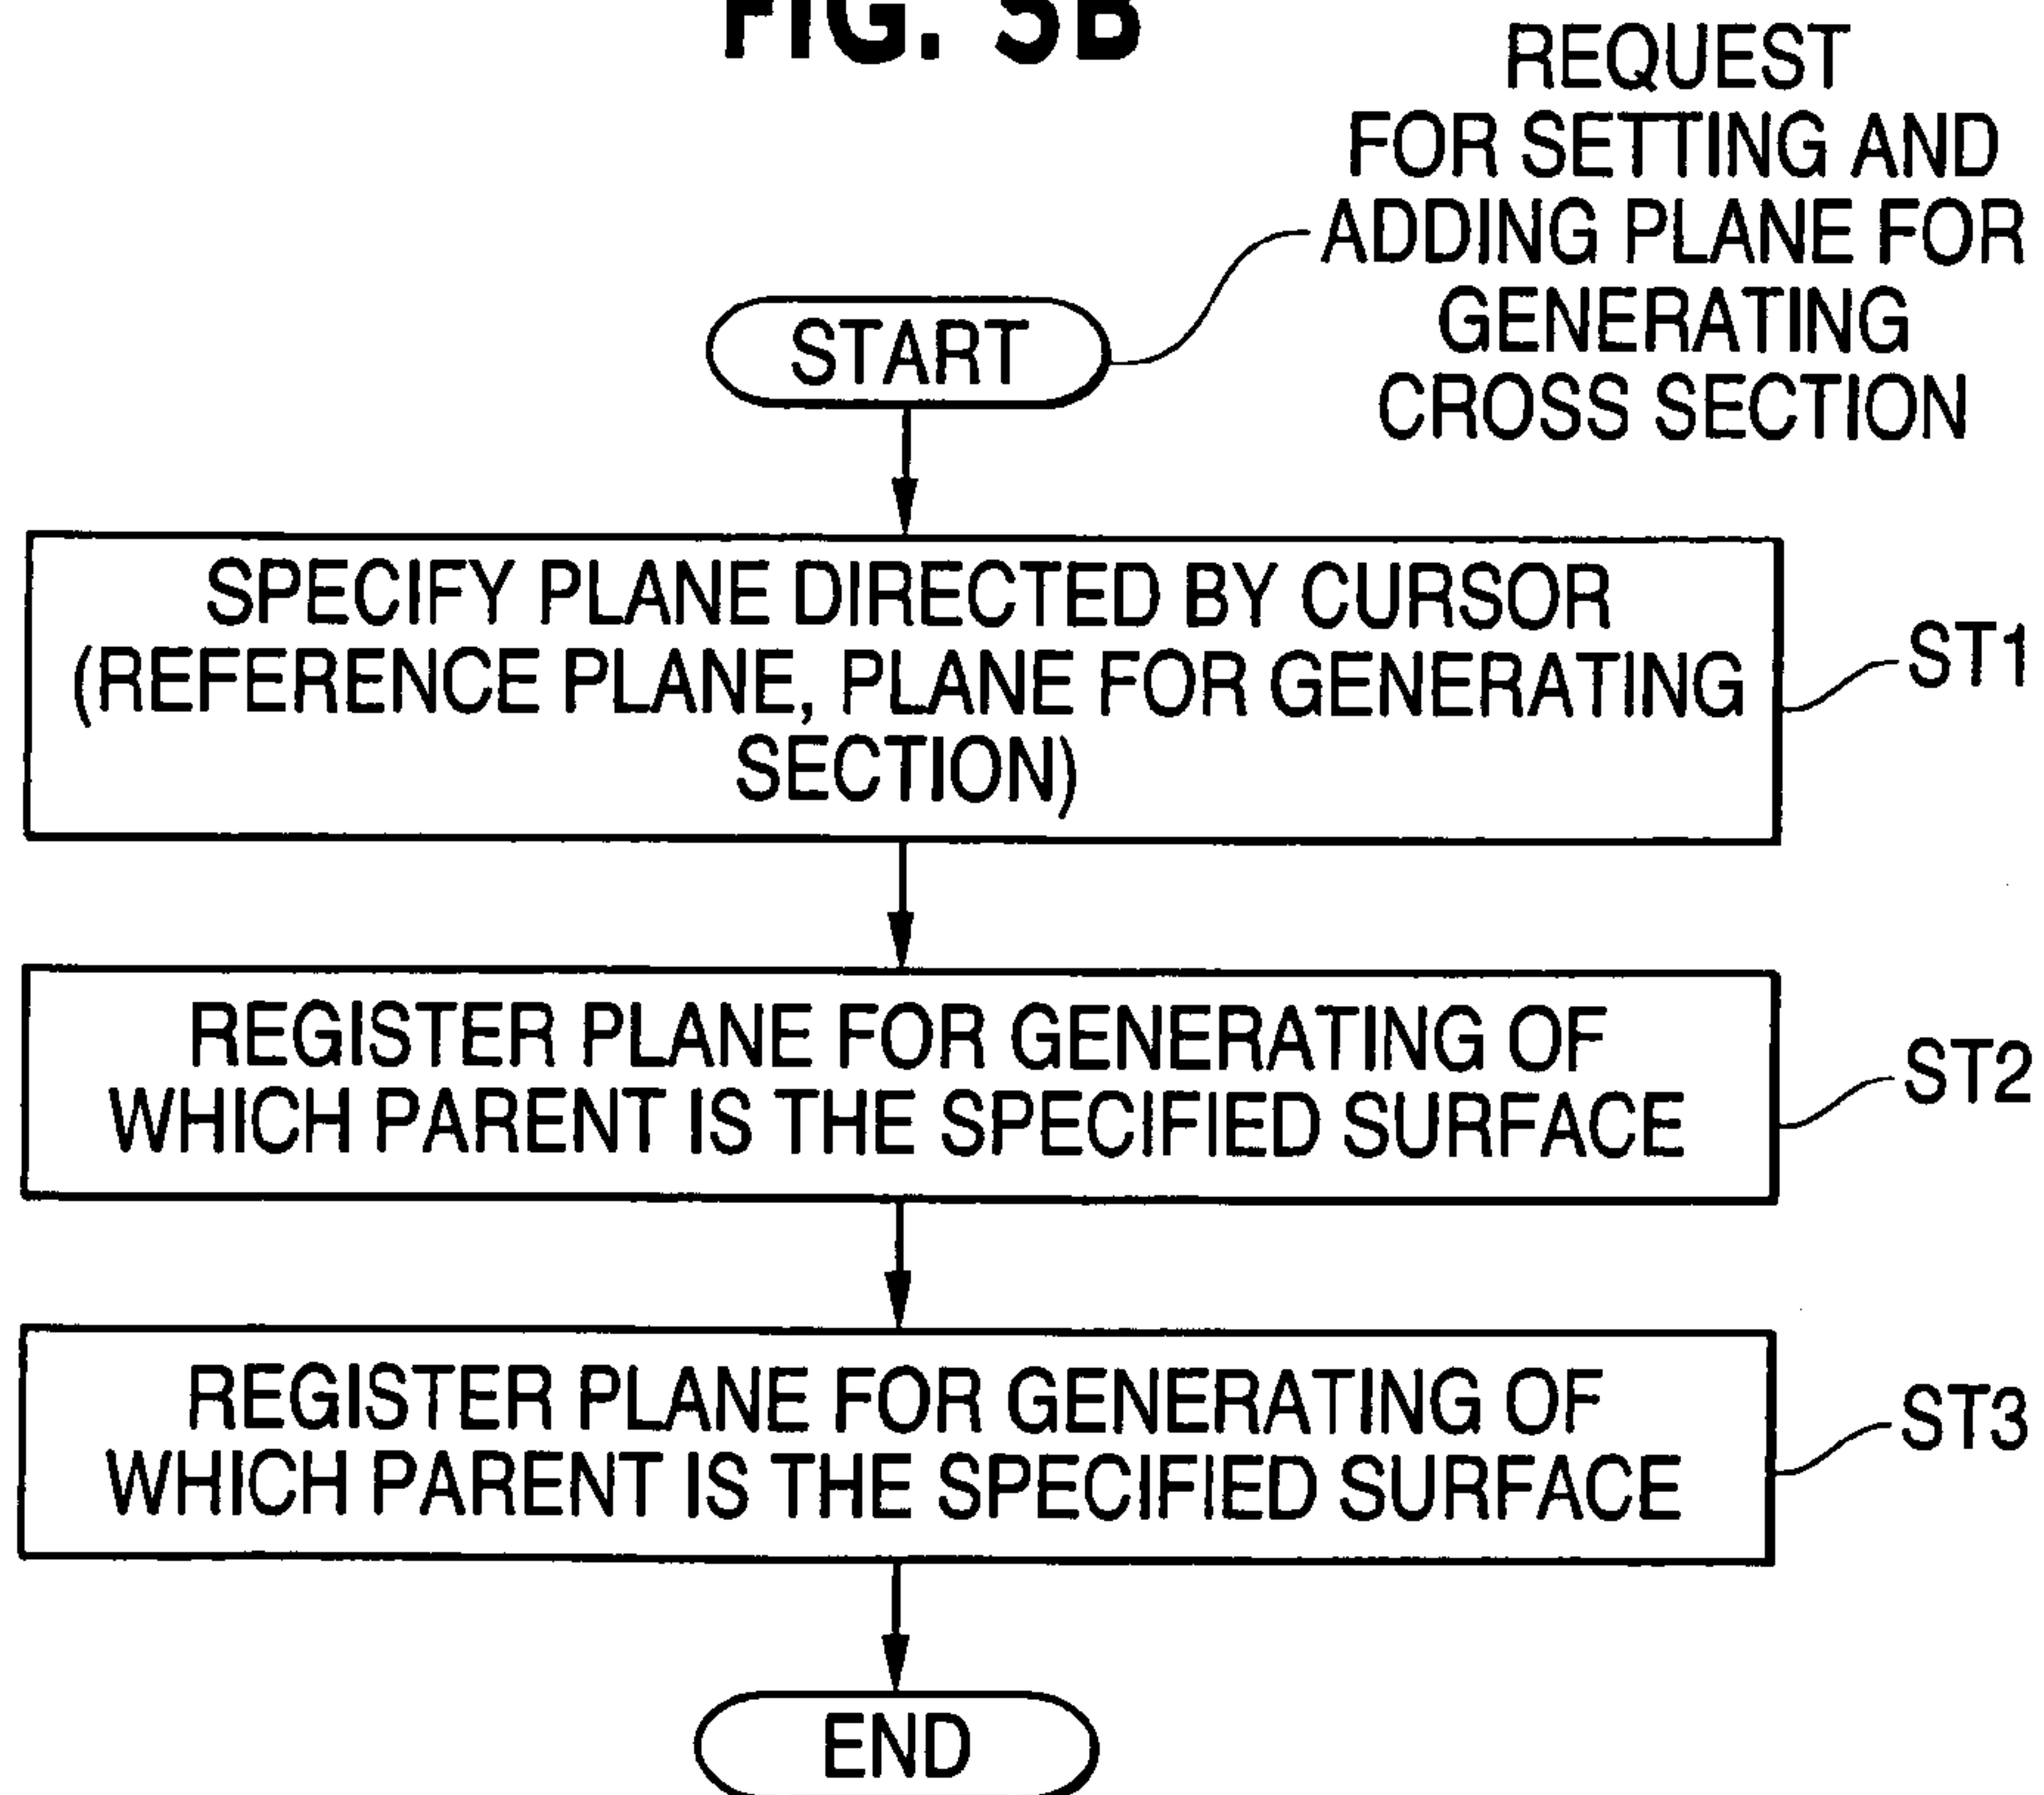 FIG.
REQUEST
FOR SETTING AND
ADDING PLANE FOR
GENERATING
CROSS SECTION
START
SPECIFY PLANE DIRECTED BY CURSOR
(REFERENCE PLANE, PLANE FOR GENERATING
SECTION)
ST1
REGISTER PLANE FOR GENERATING OF
WHICH PARENT IS THE SPECIFIED SURFACE
ST2
REGISTER PLANE FOR GENERATING OF
WHICH PARENT IS THE SPECIFIED SURFACE
ST3
END